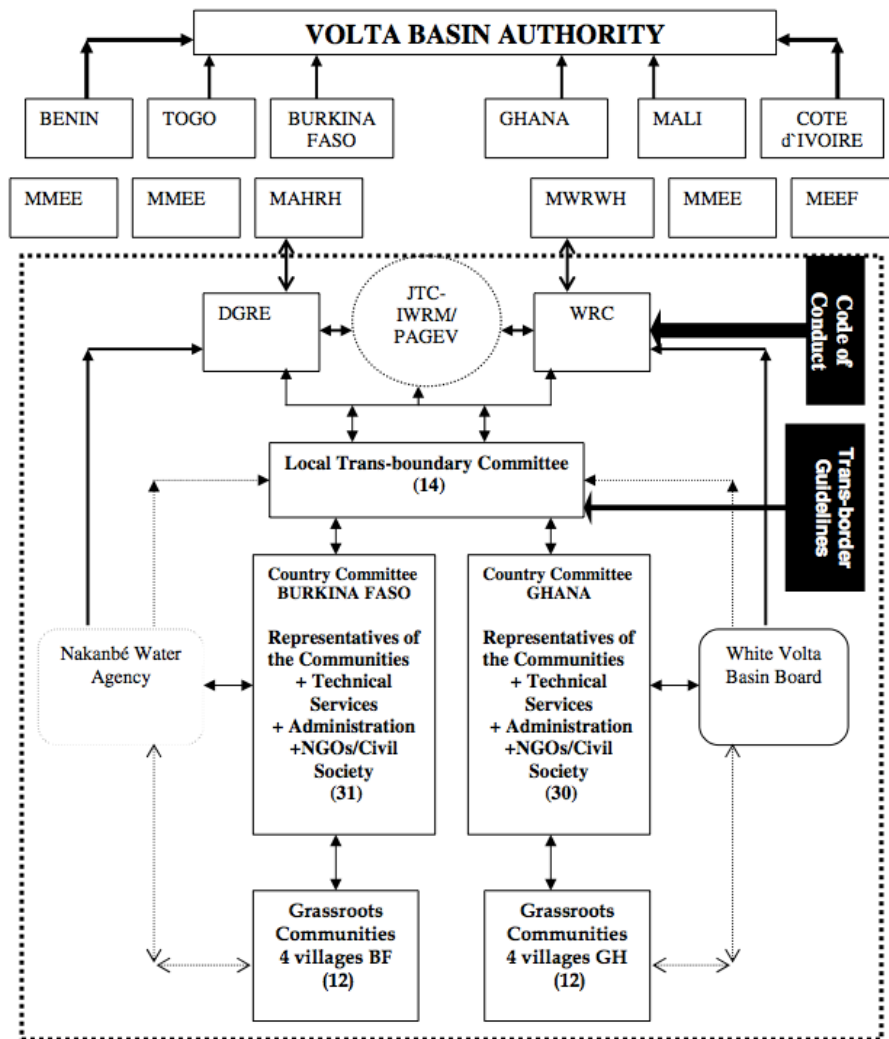 VOLTA BASIN AUTHORITY
BENIN
TOGO
BURKINA
FASO
GHANA
MALI
COTE
d`IVOIRE
MMEE
MMEE
MAHRH
MWRWH
MMEE
MEEF
DGRE
JTC-
IWRM/
PAGEV
WRC
Code of
Conduct
Local Trans-boundary Committee
(14)
Trans-border
Guidelines
Country Committee
BURKINA FASO
Representatives of
the Communities
+ Technical
Services
+ Administration
+NGOs/Civil
Society
(31)
Country Committee
GHANA
Representatives of
the Communities
+ Technical
Services
+ Administration
+NGOs/Civil
Society
(30)
Nakanbé Water
Agency
White Volta
Basin Board
Grassroots
Communities
4 villages BF
(12)
Grassroots
Communities
4 villages GH
(12)